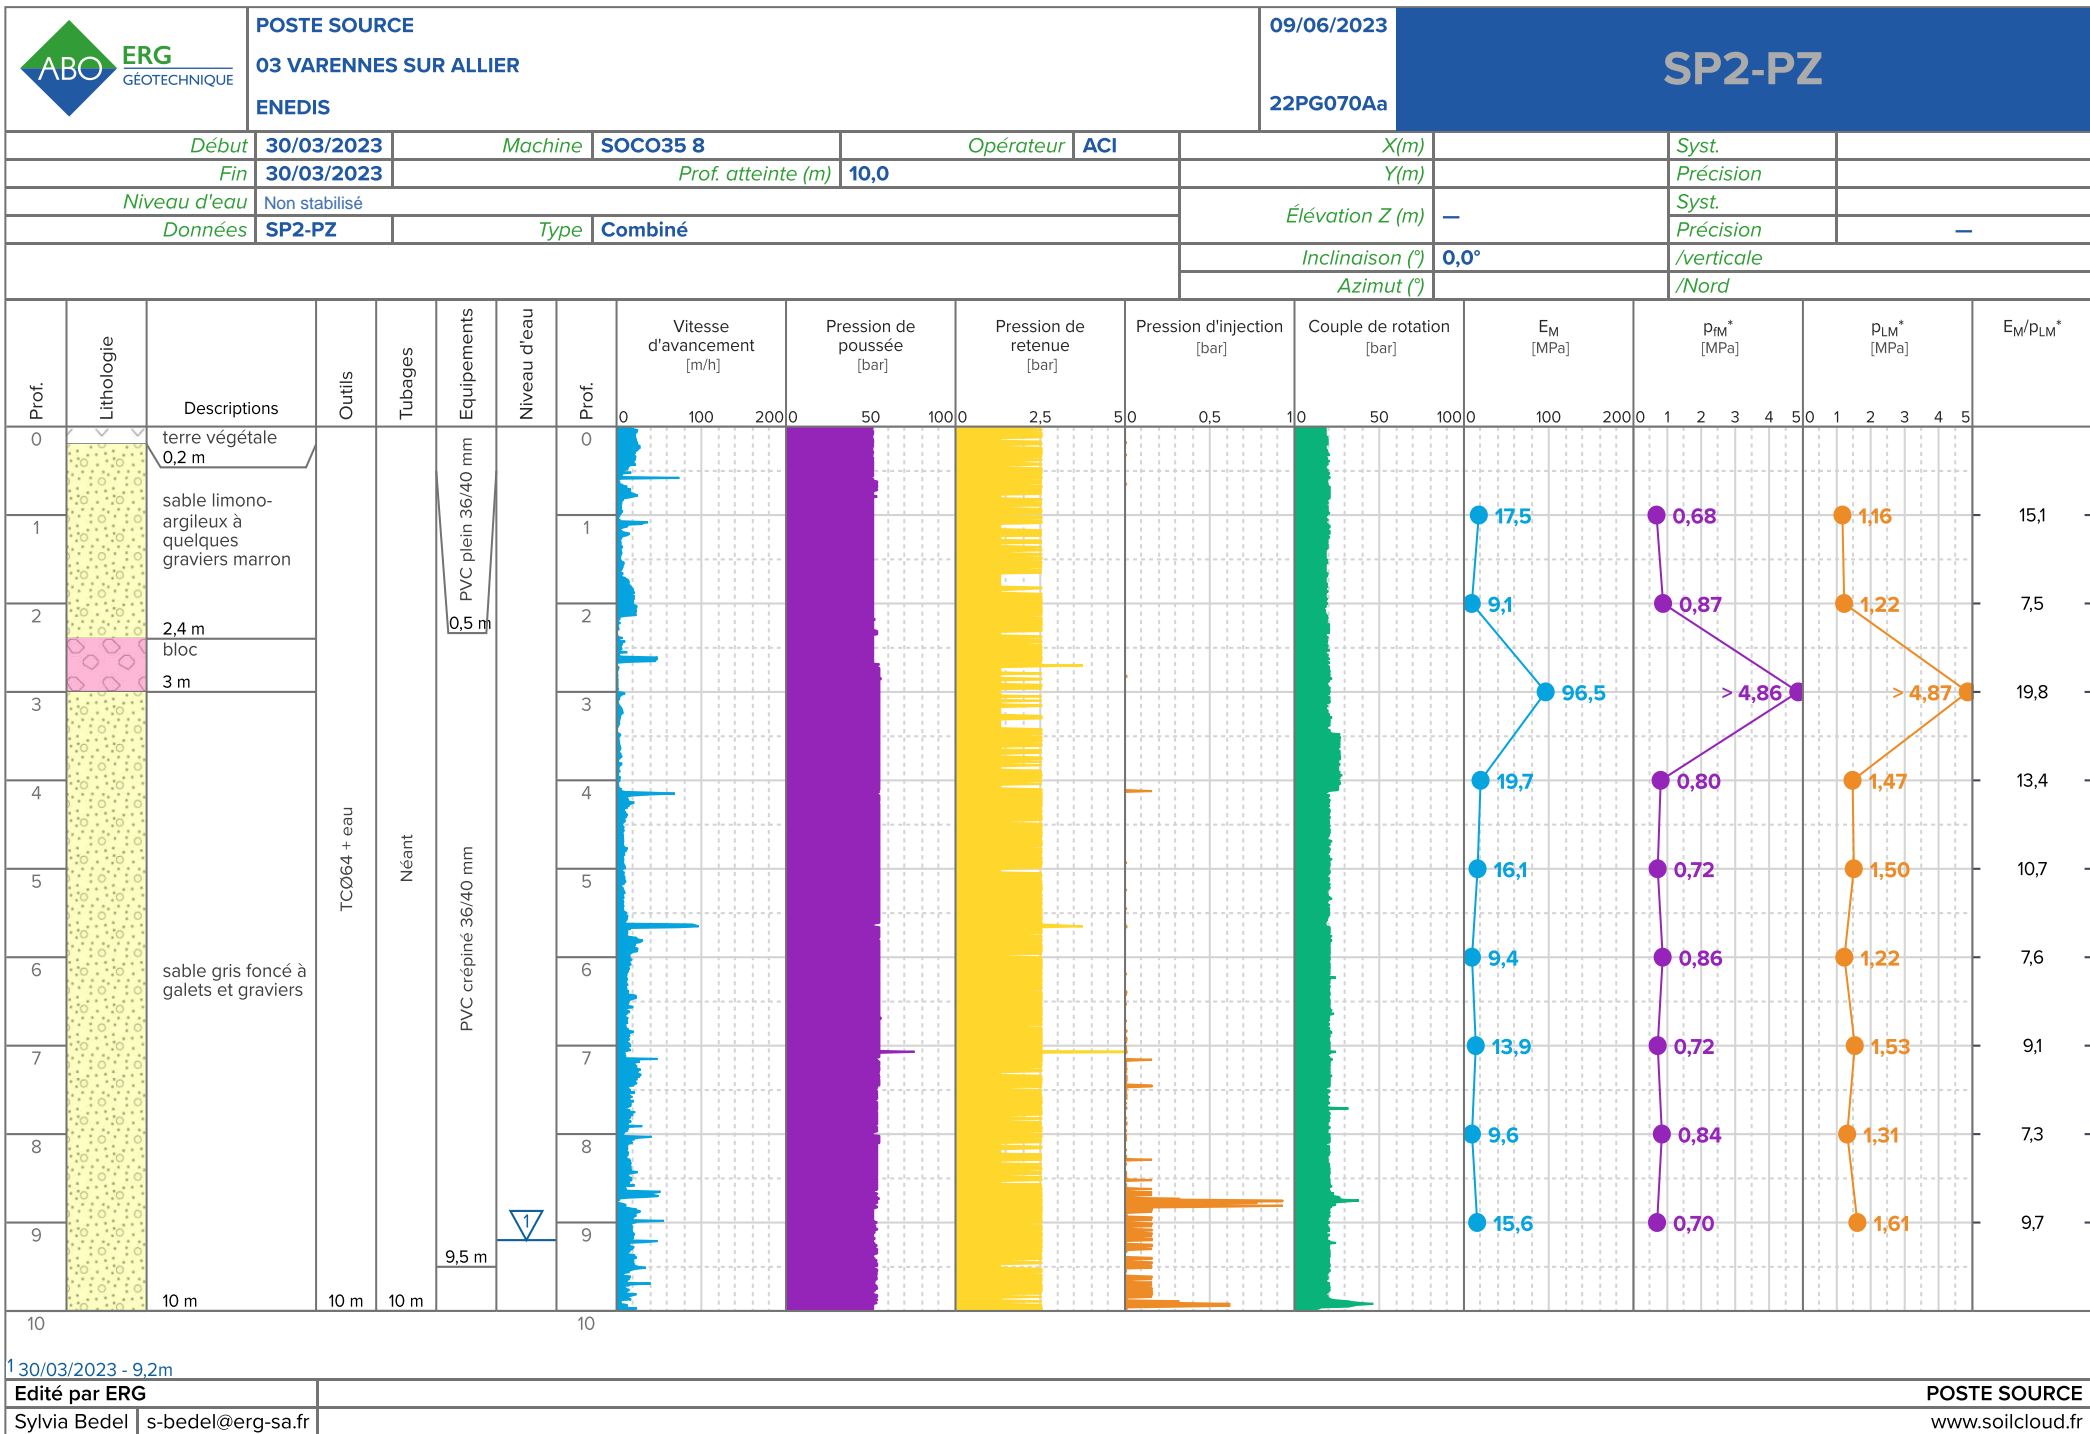 ABO
ERG
GÉOTECHNIQUE
POSTE SOURCE
03 VARENNES SUR ALLIER
ENEDIS
09/06/2023
22PG070Aa
SP2-PZ
Début 30/03/2023 Machine SOCO35 8 Opérateur ACI X(m) Syst.
Fin 30/03/2023 Prof. atteinte (m) 10,0 Y(m) Précision
Niveau d'eau Non stabilisé Élévation Z (m) — Syst.
Données SP2-PZ Type Combiné Précision —
Inclinaison (°) 0,0° /verticale
Azimut (°) /Nord
Prof.
Lithologie
Descriptions
Outils
Tubages
Equipements
Niveau d'eau
Prof.
Vitesse
d'avancement
[m/h]
0 100 200
Pression de
poussée
[bar]
0 50 100
Pression de
retenue
[bar]
0 2,5 5
Pression d'injection
[bar]
0 0,5 1
Couple de rotation
[bar]
0 50 100
EM
[MPa]
0 100 200
pfM*
[MPa]
0 1 2 3 4 5
pLM*
[MPa]
0 1 2 3 4 5
EM/pLM*
0
1
2
3
4
5
6
7
8
9
10
terre végétale
0,2 m
sable limono-
argileux à
quelques
graviers marron
2,4 m
bloc
3 m
sable gris foncé à
galets et graviers
10 m
TCØ64 + eau
10 m
Néant
10 m
PVC plein 36/40 mm
0,5 m
PVC crépiné 36/40 mm
9,5 m
1
0
1
2
3
4
5
6
7
8
9
10
17,5 0,68 1,16 15,1
9,1 0,87 1,22 7,5
96,5 > 4,86 > 4,87 19,8
19,7 0,80 1,47 13,4
16,1 0,72 1,50 10,7
9,4 0,86 1,22 7,6
13,9 0,72 1,53 9,1
9,6 0,84 1,31 7,3
15,6 0,70 1,61 9,7
1 30/03/2023 - 9,2m
Edité par ERG POSTE SOURCE
Sylvia Bedel s-bedel@erg-sa.fr www.soilcloud.fr